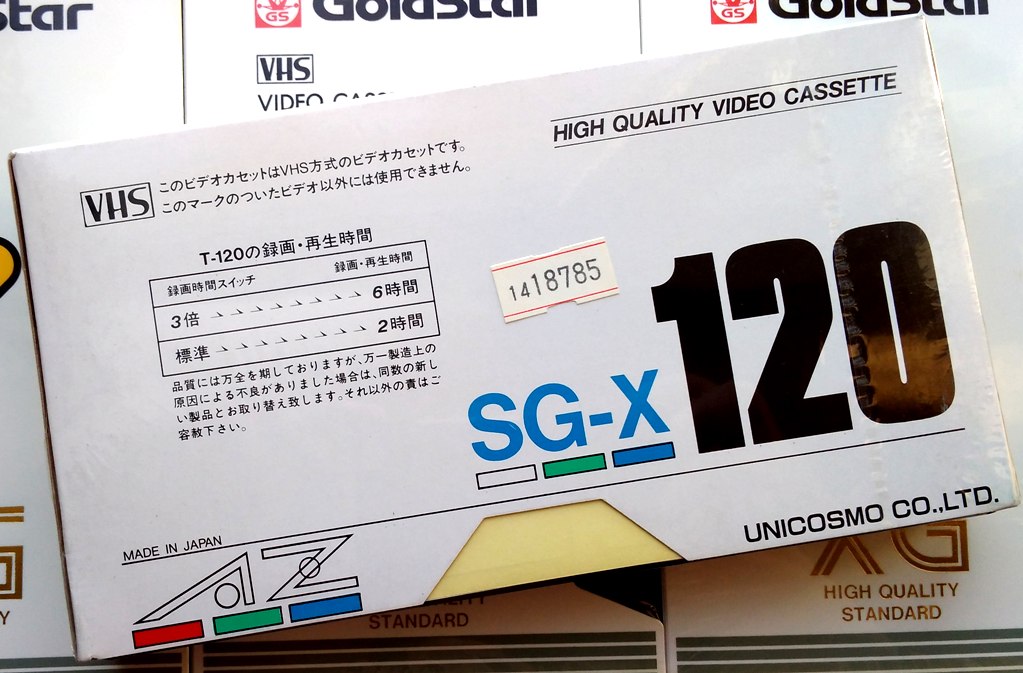 GoldStar
GS
GoldStar
GS
VHS
HIGH QUALITY VIDEO CASSETTE
VHS
このビデオカセットはVHS方式のビデオカセットです。
このマークのついたビデオ以外には使用できません。
T-120の録画・再生時間
録画時間スイッチ 録画・再生時間
3倍 6時間
標準 2時間
品質には万全を期しておりますが、万一製造上の
原因による不良がありました場合は、同数の新し
い製品とお取り替え致します。それ以外の責はご
容赦下さい。
1418785
120
SG-X
MADE IN JAPAN
AZ
UNICOSMO CO.,LTD.
XG
HIGH QUALITY
STANDARD
STANDARD